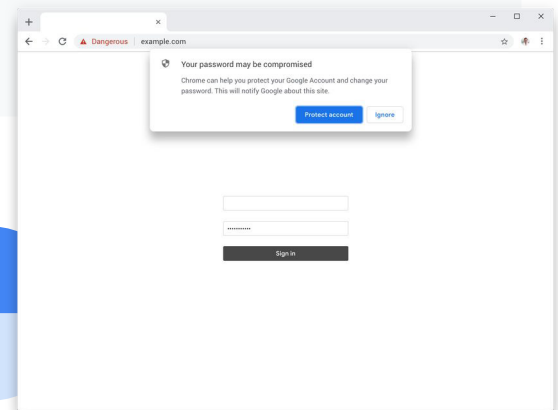 Dangerous example.com
Your password may be compromised
Chrome can help you protect your Google Account and change your
password. This will notify Google about this site.
Protect account Ignore
Sign in